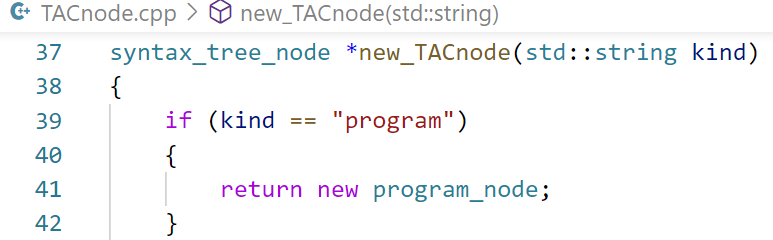 TACnode.cpp > new_TACnode(std::string)
37 syntax_tree_node *new_TACnode(std::string kind)
38 {
39 if (kind == "program")
40 {
41 return new program_node;
42 }